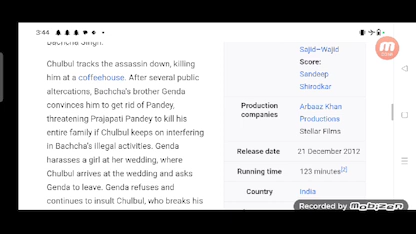 3:44
Bachcha Singh.
Chulbul tracks the assassin down, killing
him at a coffeehouse. After several public
altercations, Bachcha's brother Genda
convinces him to get rid of Pandey,
threatening Prajapati Pandey to kill his
entire family if Chulbul keeps on interfering
in Bachcha's illegal activities. Genda
harasses a girl at her wedding, where
Chulbul arrives at the wedding and asks
Genda to leave. Genda refuses and
continues to insult Chulbul, who breaks his
Sajid–Wajid
Score:
Sandeep
Shirodkar
Production companies Arbaaz Khan Productions
Stellar Films
Release date 21 December 2012
Running time 123 minutes[2]
Country India
Recorded by Mobizen